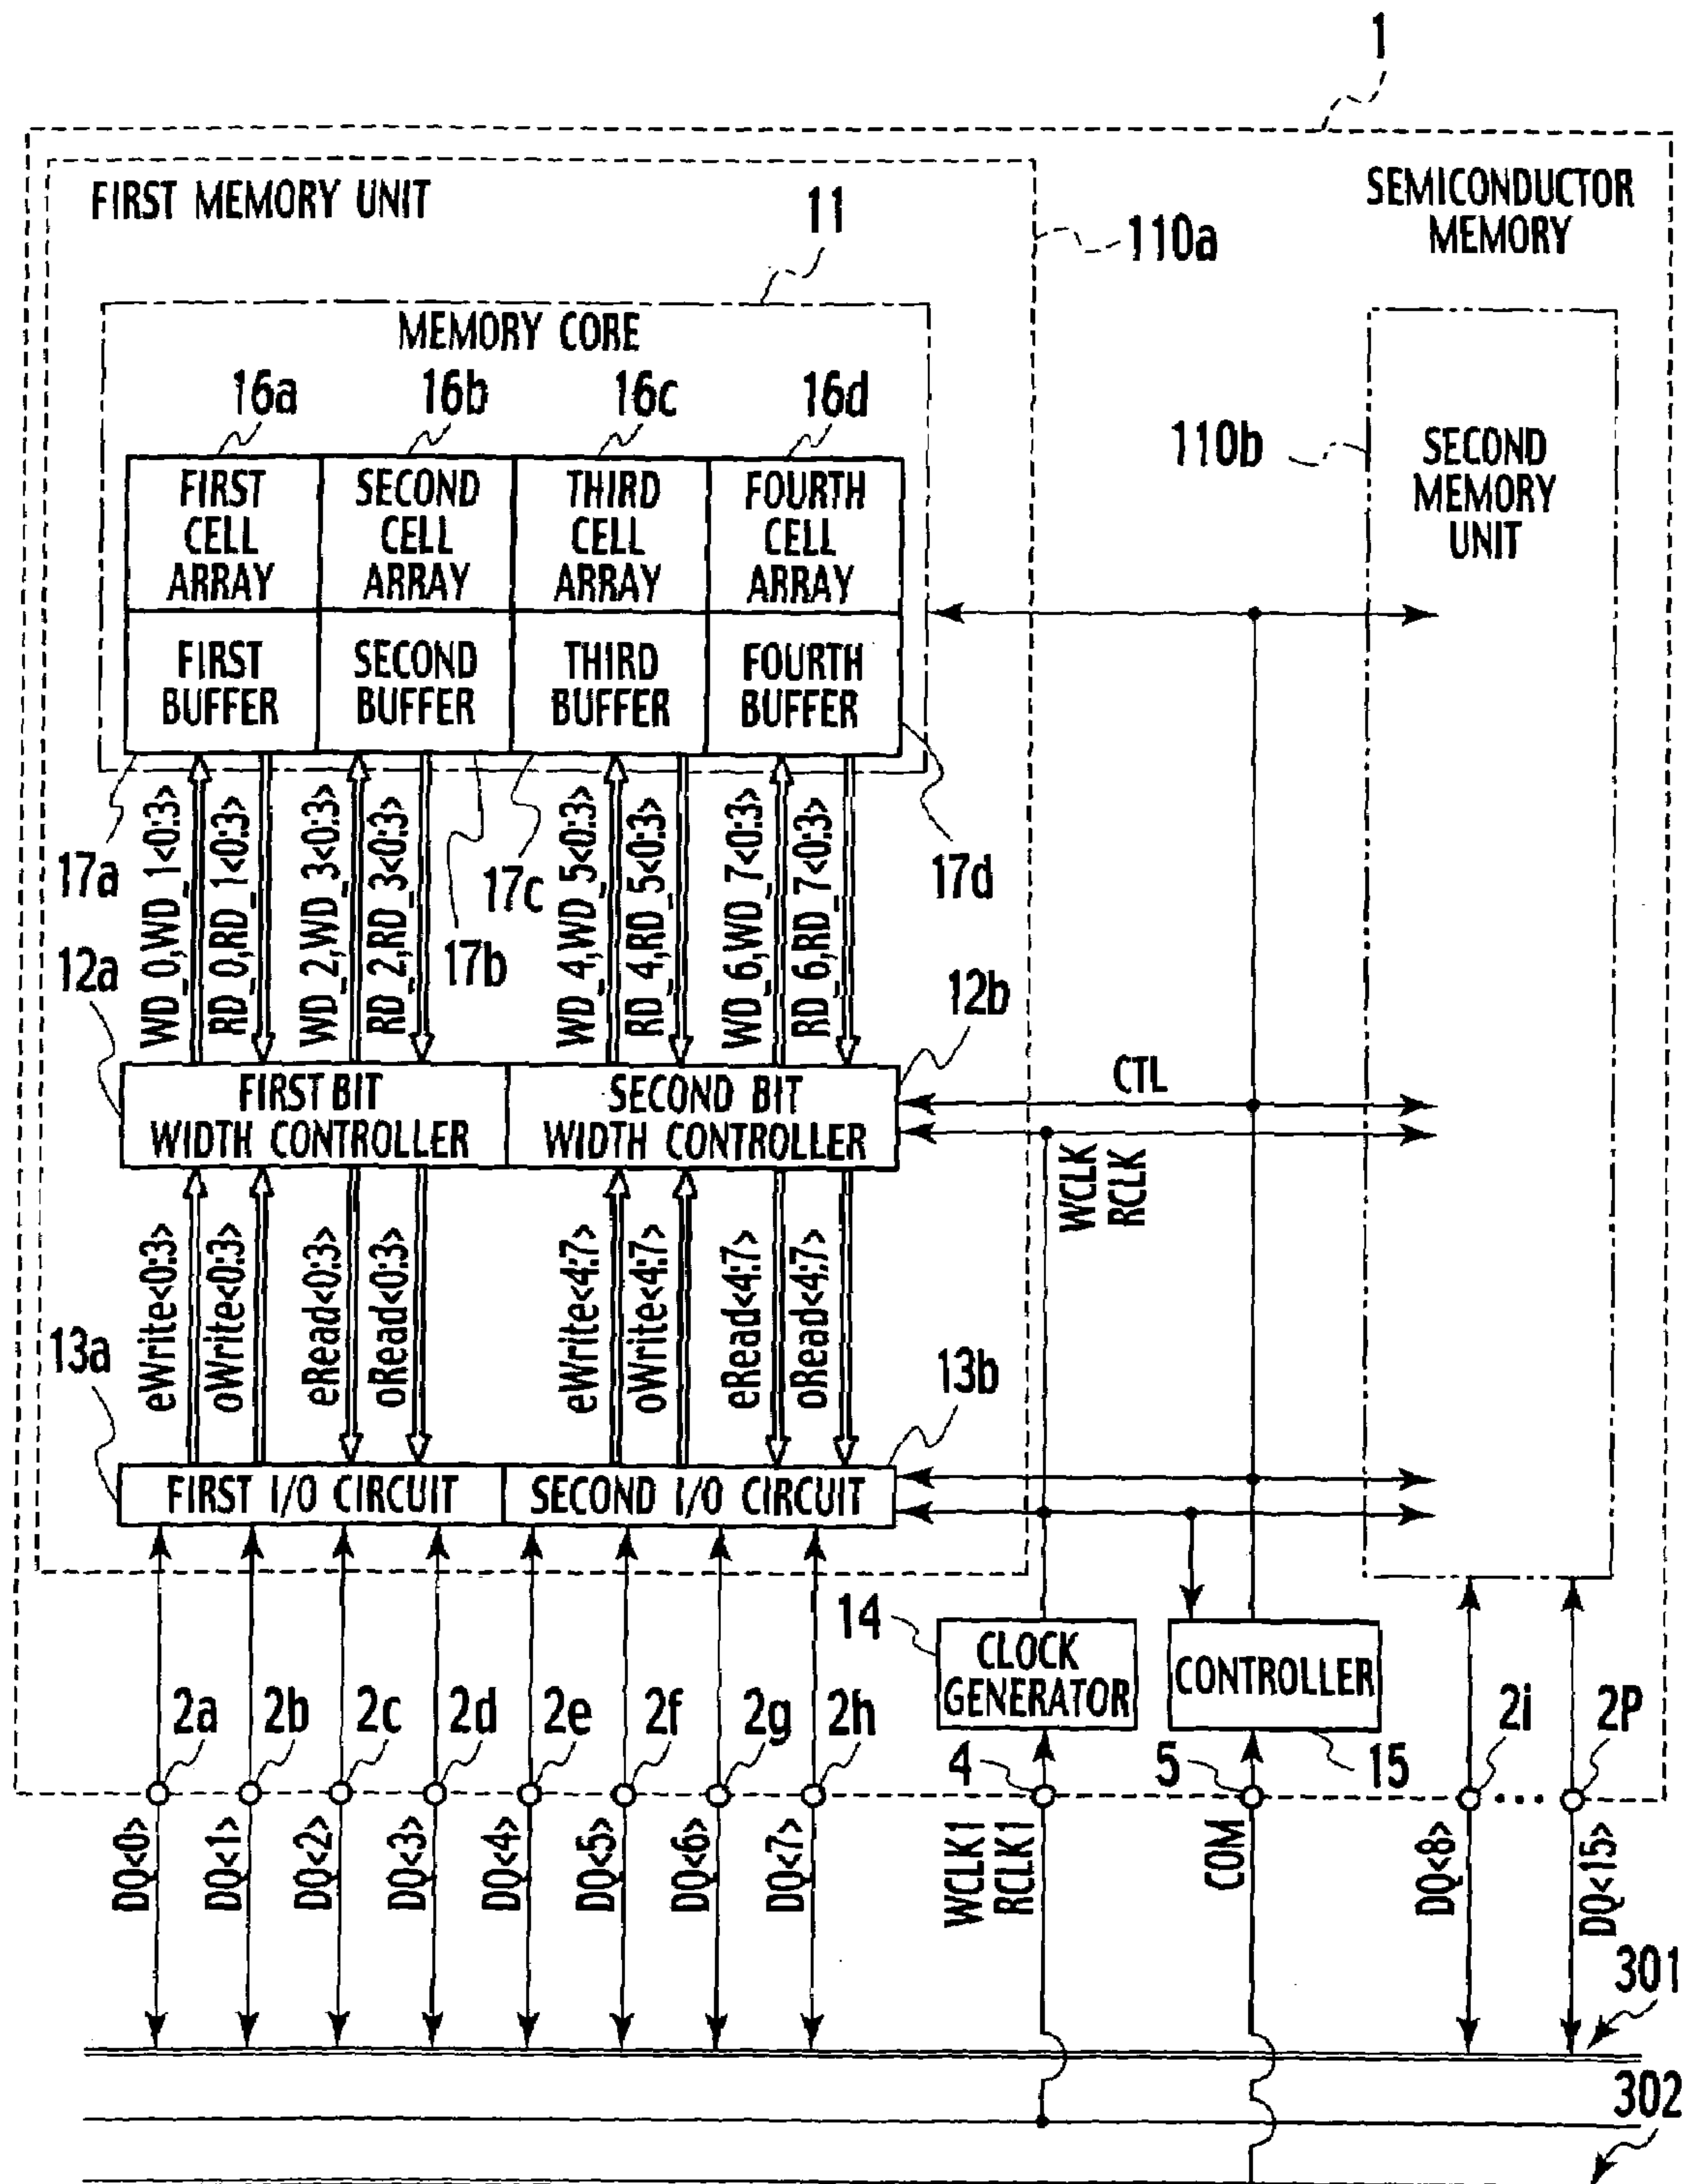 1
FIRST MEMORY UNIT
SEMICONDUCTOR
MEMORY
11
110a
MEMORY CORE
16a
16b
16c
16d
110b
SECOND
MEMORY
UNIT
FIRST
CELL
ARRAY
SECOND
CELL
ARRAY
THIRD
CELL
ARRAY
FOURTH
CELL
ARRAY
FIRST
BUFFER
SECOND
BUFFER
THIRD
BUFFER
FOURTH
BUFFER
17a
17c
17d
17b
WD_0,WD_1<0:3>
RD_0,RD_1<0:3>
WD_2,WD_3<0:3>
RD_2,RD_3<0:3>
WD_4,WD_5<0:3>
RD_4,RD_5<0:3>
WD_6,WD_7<0:3>
RD_6,RD_7<0:3>
12a
12b
FIRST BIT
WIDTH CONTROLLER
SECOND BIT
WIDTH CONTROLLER
CTL
WCLK
RCLK
eWrite<0:3>
oWrite<0:3>
eRead<0:3>
oRead<0:3>
eWrite<4:7>
oWrite<4:7>
eRead<4:7>
oRead<4:7>
13a
13b
FIRST I/O CIRCUIT
SECOND I/O CIRCUIT
14
CLOCK
GENERATOR
CONTROLLER
2a
2b
2c
2d
2e
2f
2g
2h
4
5
15
2i
2P
...
DQ<0>
DQ<1>
DQ<2>
DQ<3>
DQ<4>
DQ<5>
DQ<6>
DQ<7>
WCLK1
RCLK1
COM
DQ<8>
DQ<15>
301
302